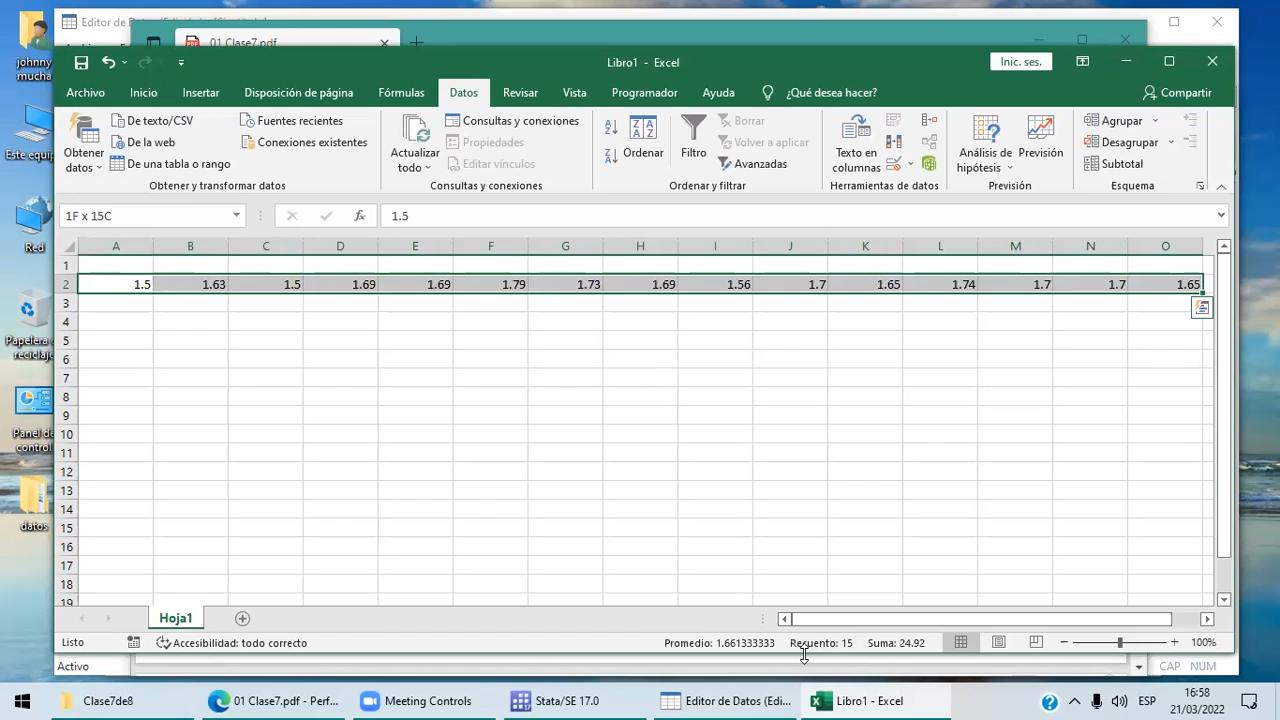 Editor de Datos (Edici
01 Clase7.pdf
Libro1 - Excel
Inic. ses.
Archivo Inicio Insertar Disposición de página Fórmulas Datos Revisar Vista Programador Ayuda ¿Qué desea hacer? Compartir
Obtener datos
De texto/CSV
De la web
De una tabla o rango
Fuentes recientes
Conexiones existentes
Obtener y transformar datos
Actualizar todo
Consultas y conexiones
Propiedades
Editar vínculos
Consultas y conexiones
Ordenar
Filtro
Borrar
Volver a aplicar
Avanzadas
Ordenar y filtrar
Texto en columnas
Herramientas de datos
Análisis de hipótesis
Previsión
Previsión
Agrupar
Desagrupar
Subtotal
Esquema
1F x 15C fx 1.5
A B C D E F G H I J K L M N O
1
2 1.5 1.63 1.5 1.69 1.69 1.79 1.73 1.69 1.56 1.7 1.65 1.74 1.7 1.7 1.65
3
4
5
6
7
8
9
10
11
12
13
14
15
16
17
18
19
Hoja1
Listo Accesibilidad: todo correcto Promedio: 1.661333333 Recuento: 15 Suma: 24.92 100%
Activo CAP NUM
johnny
mucha
Este equip
Red
Papelera
reciclaj
Panel de
control
datos
Clase7de8 01 Clase7.pdf - Perf... Meeting Controls Stata/SE 17.0 Editor de Datos (Edi... Libro1 - Excel ESP
16:58
21/03/2022